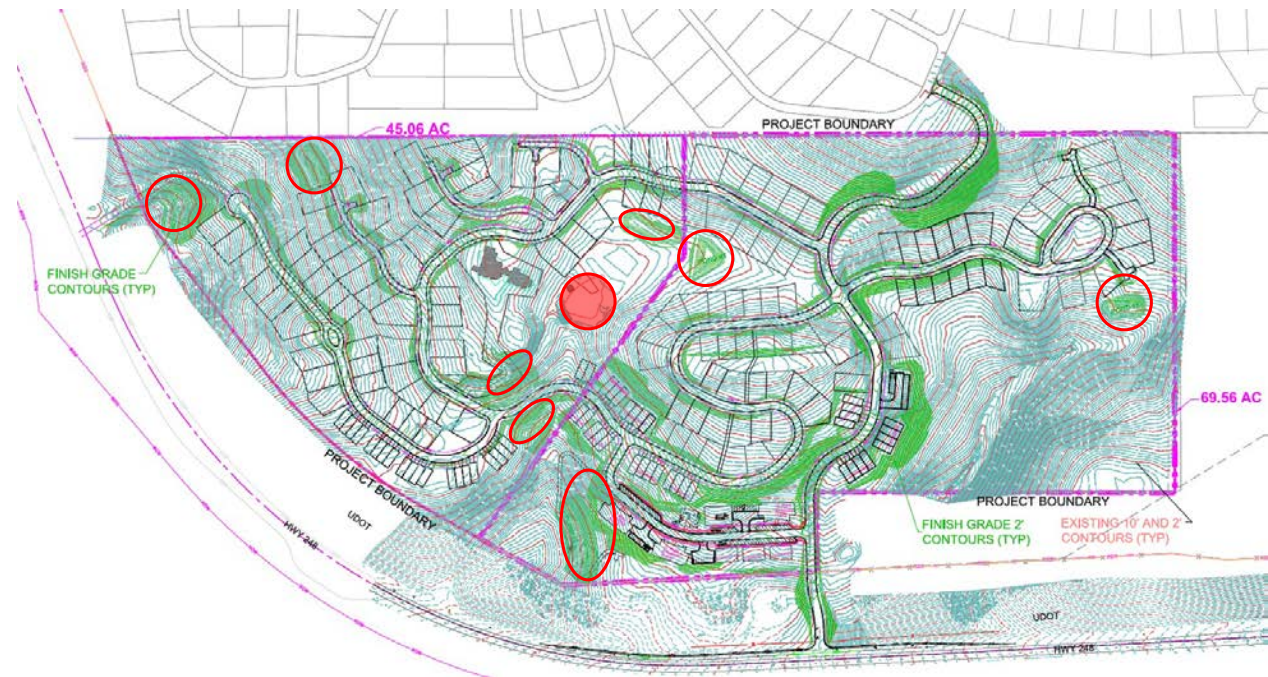 45.06 AC
PROJECT BOUNDARY
FINISH GRADE
CONTOURS (TYP)
69.56 AC
PROJECT BOUNDARY
PROJECT BOUNDARY
UDOT
HWY 248
FINISH GRADE 2'
CONTOURS (TYP)
EXISTING 10' AND 2'
CONTOURS (TYP)
UDOT
HWY 248